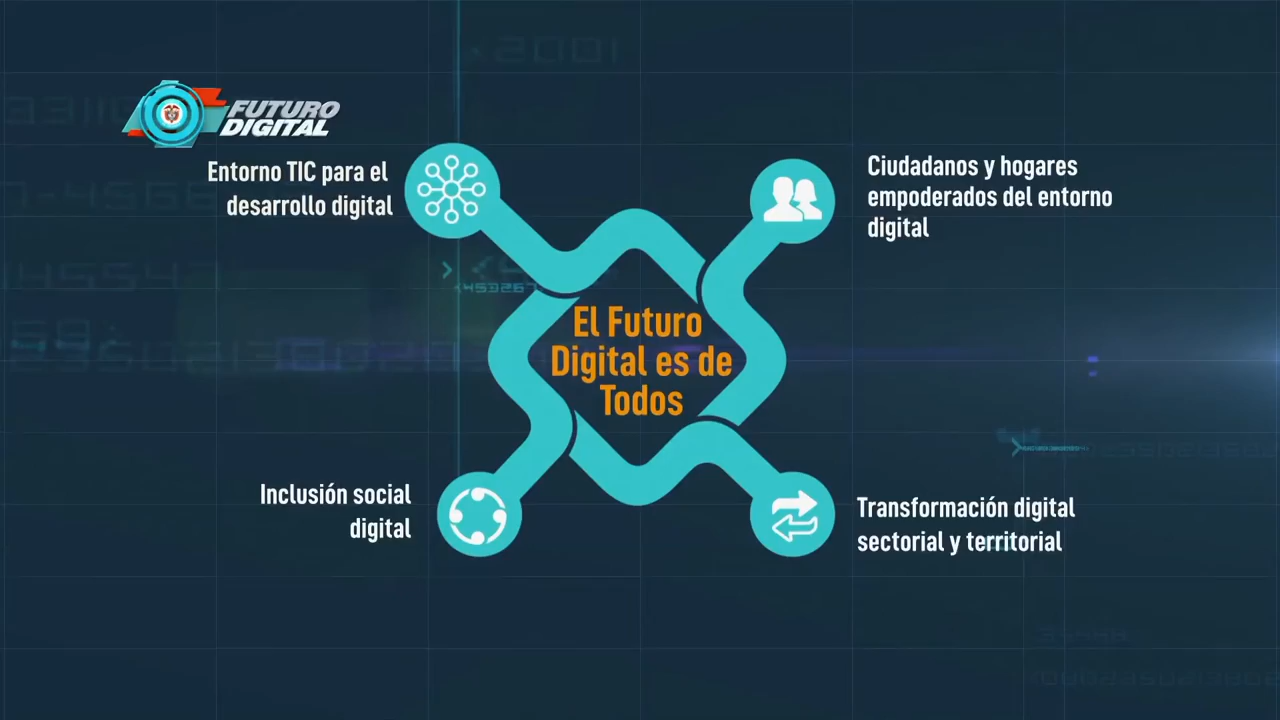 FUTURO
DIGITAL
Entorno TIC para el
desarrollo digital
Ciudadanos y hogares
empoderados del entorno
digital
El Futuro
Digital es de
Todos
Inclusión social
digital
Transformación digital
sectorial y territorial